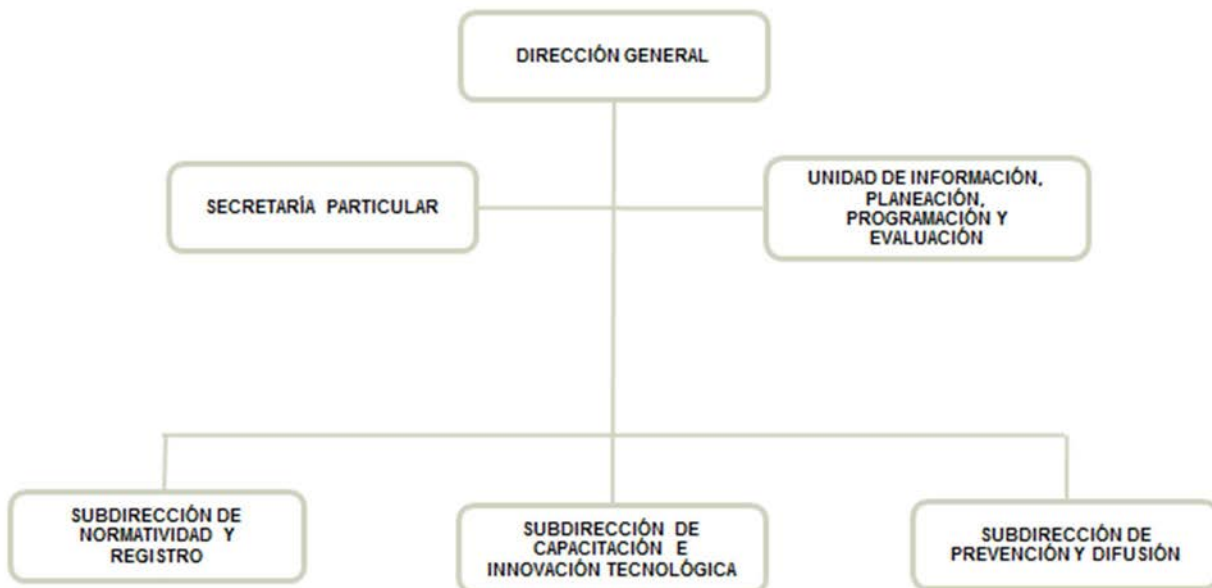 DIRECCIÓN GENERAL
SECRETARÍA PARTICULAR
UNIDAD DE INFORMACIÓN,
PLANEACIÓN,
PROGRAMACIÓN Y
EVALUACIÓN
SUBDIRECCIÓN DE
NORMATIVIDAD Y
REGISTRO
SUBDIRECCIÓN DE
CAPACITACIÓN E
INNOVACIÓN TECNOLÓGICA
SUBDIRECCIÓN DE
PREVENCIÓN Y DIFUSIÓN